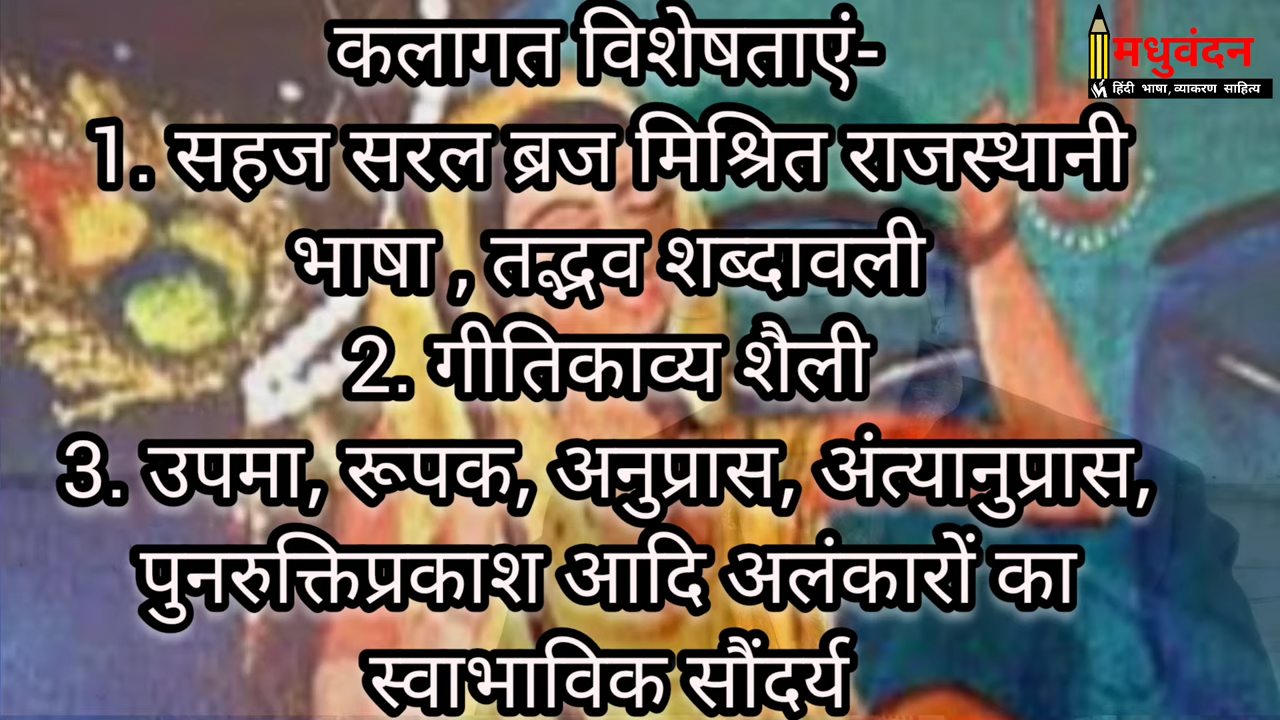 कलागत विशेषताएं-
मधुवंदन
हिंदी भाषा, व्याकरण साहित्य
1. सहज सरल ब्रज मिश्रित राजस्थानी
भाषा , तद्भव शब्दावली
2. गीतिकाव्य शैली
3. उपमा, रूपक, अनुप्रास, अंत्यानुप्रास,
पुनरुक्तिप्रकाश आदि अलंकारों का
स्वाभाविक सौंदर्य